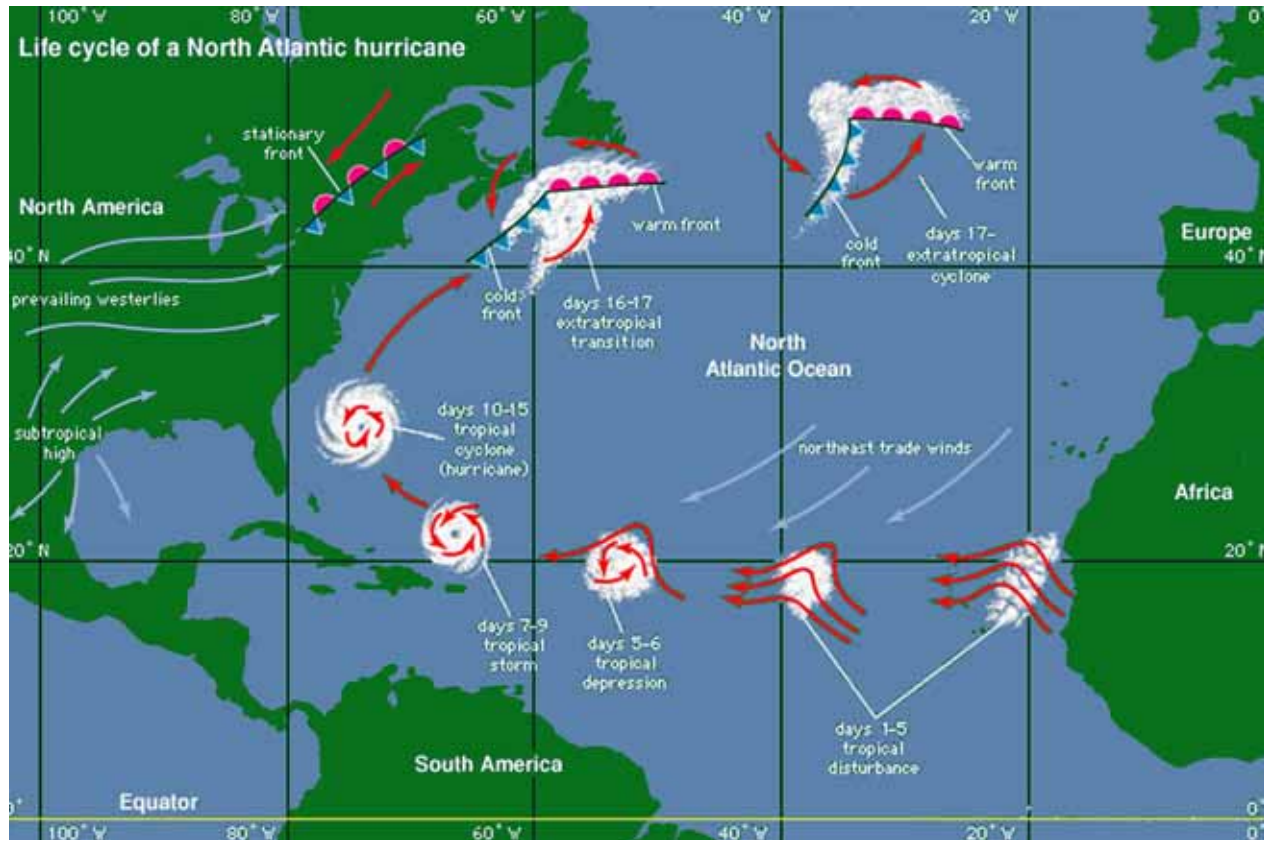 100° W
80° W
60° W
40° W
20° W
0°
Life cycle of a North Atlantic hurricane
stationary
front
warm
front
North America
warm front
Europe
cold
front
days 17-
extratropical
cyclone
40° N
40° N
prevailing westerlies
cold
front
days 16-17
extratropical
transition
North
Atlantic Ocean
days 10-15
tropical
cyclone
(hurricane)
subtropical
high
northeast trade winds
Africa
20° N
20° N
days 7-9
tropical
storm
days 5-6
tropical
depression
days 1-5
tropical
disturbance
South America
Equator
0°
0°
100° W
80° W
60° W
40° W
20° W
0°